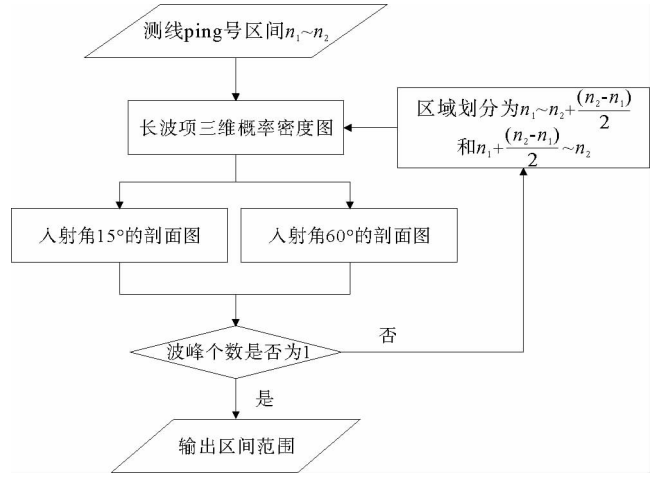 测线ping号区间n₁~n₂
长波项三维概率密度图
区域划分为n₁~n₂+(n₂-n₁)/2
和n₁+(n₂-n₁)/2~n₂
入射角15°的剖面图
入射角60°的剖面图
波峰个数是否为1
否
是
输出区间范围